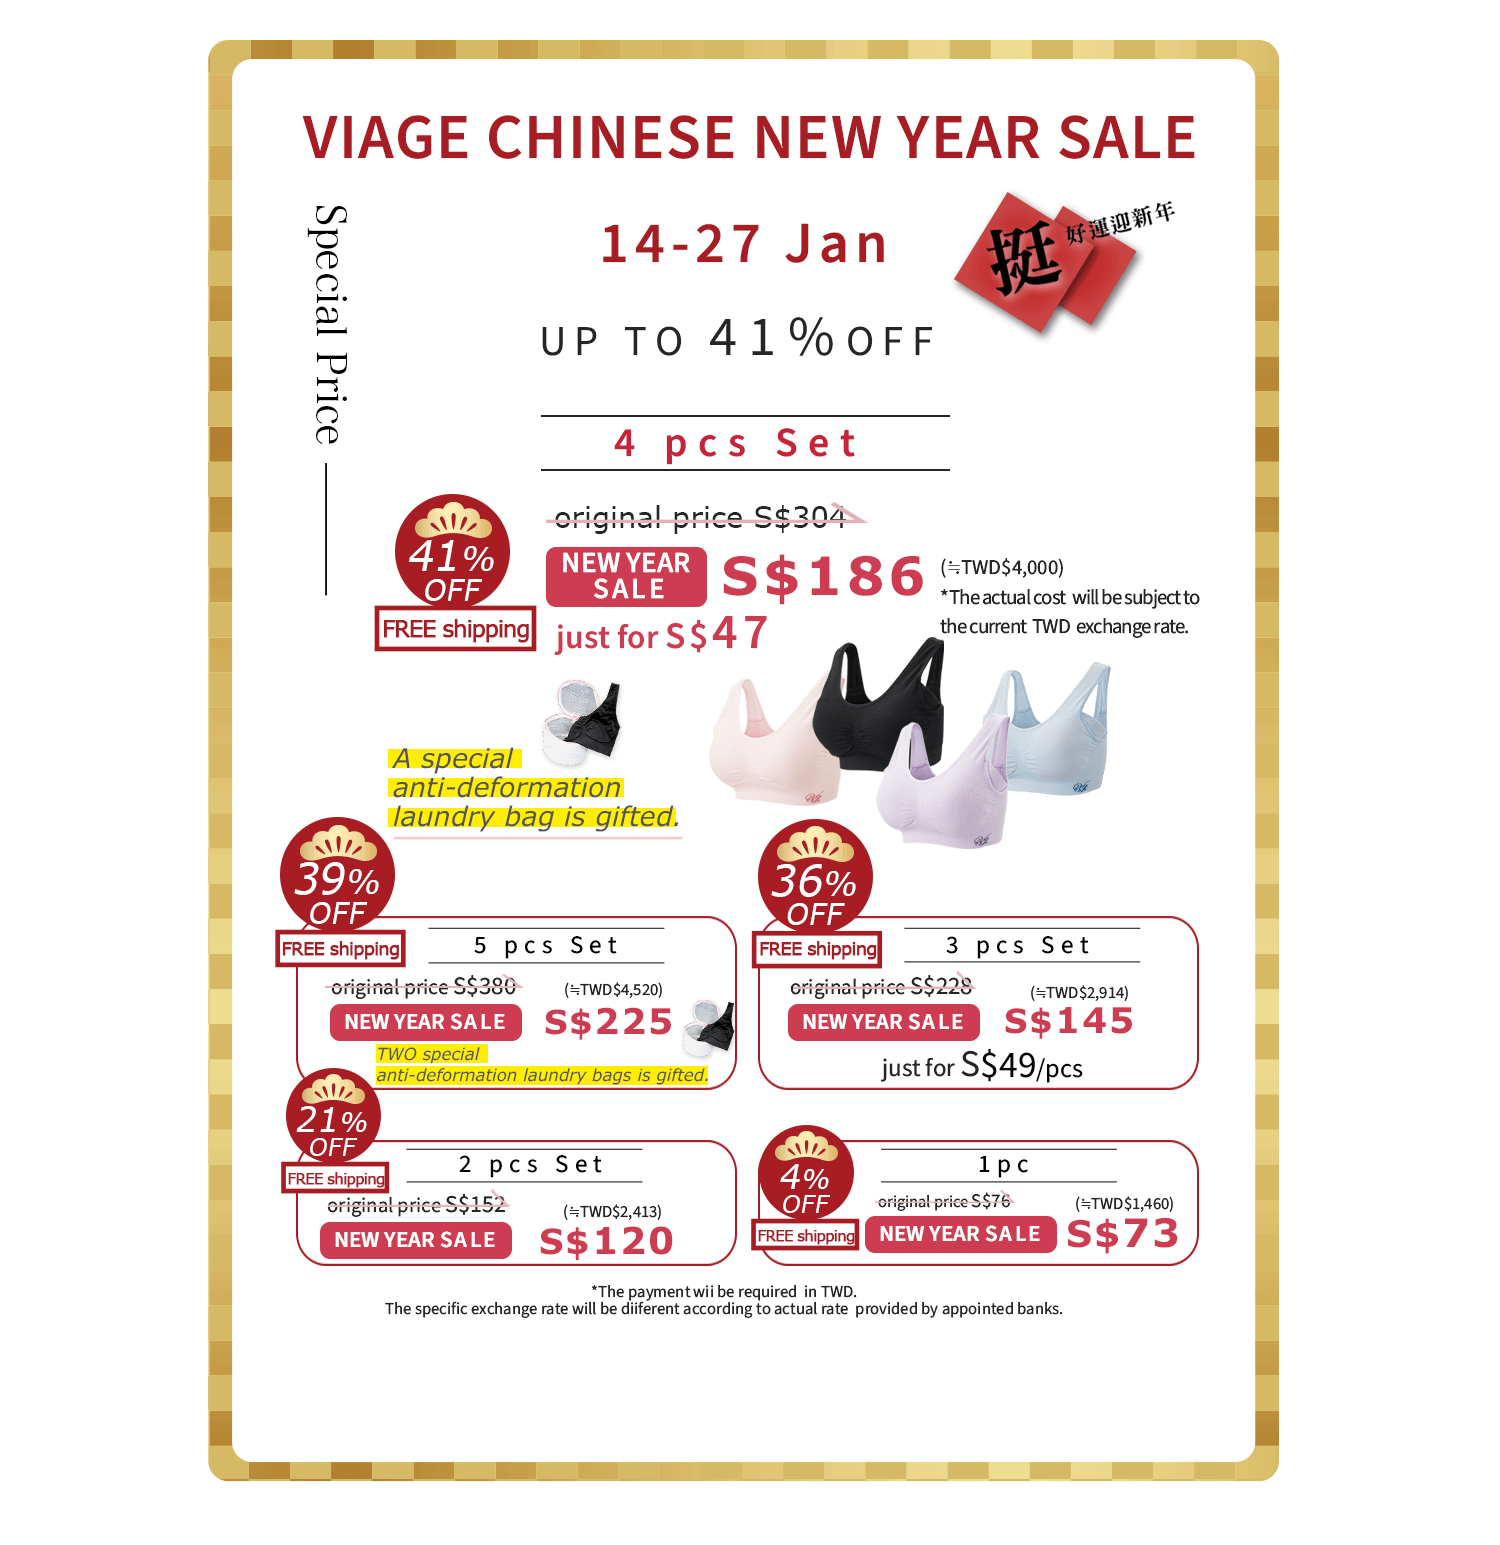 VIAGE CHINESE NEW YEAR SALE
Special Price
14-27 Jan
挺
好運迎新年
UP TO 41%OFF
4 pcs Set
41%
OFF
FREE shipping
original price S$304
NEW YEAR
SALE
S$186
(≒TWD$4,000)
*The actual cost will be subject to
the current TWD exchange rate.
just for S$47
A special
anti-deformation
laundry bag is gifted.
39%
OFF
FREE shipping
5 pcs Set
original price S$380
(≒TWD$4,520)
NEW YEAR SALE
S$225
TWO special
anti-deformation laundry bags is gifted.
36%
OFF
FREE shipping
3 pcs Set
original price S$228
(≒TWD$2,914)
NEW YEAR SALE
S$145
just for S$49/pcs
21%
OFF
FREE shipping
2 pcs Set
original price S$152
(≒TWD$2,413)
NEW YEAR SALE
S$120
4%
OFF
FREE shipping
1pc
original price S$76
(≒TWD$1,460)
NEW YEAR SALE
S$73
*The payment wii be required in TWD.
The specific exchange rate will be diiferent according to actual rate provided by appointed banks.